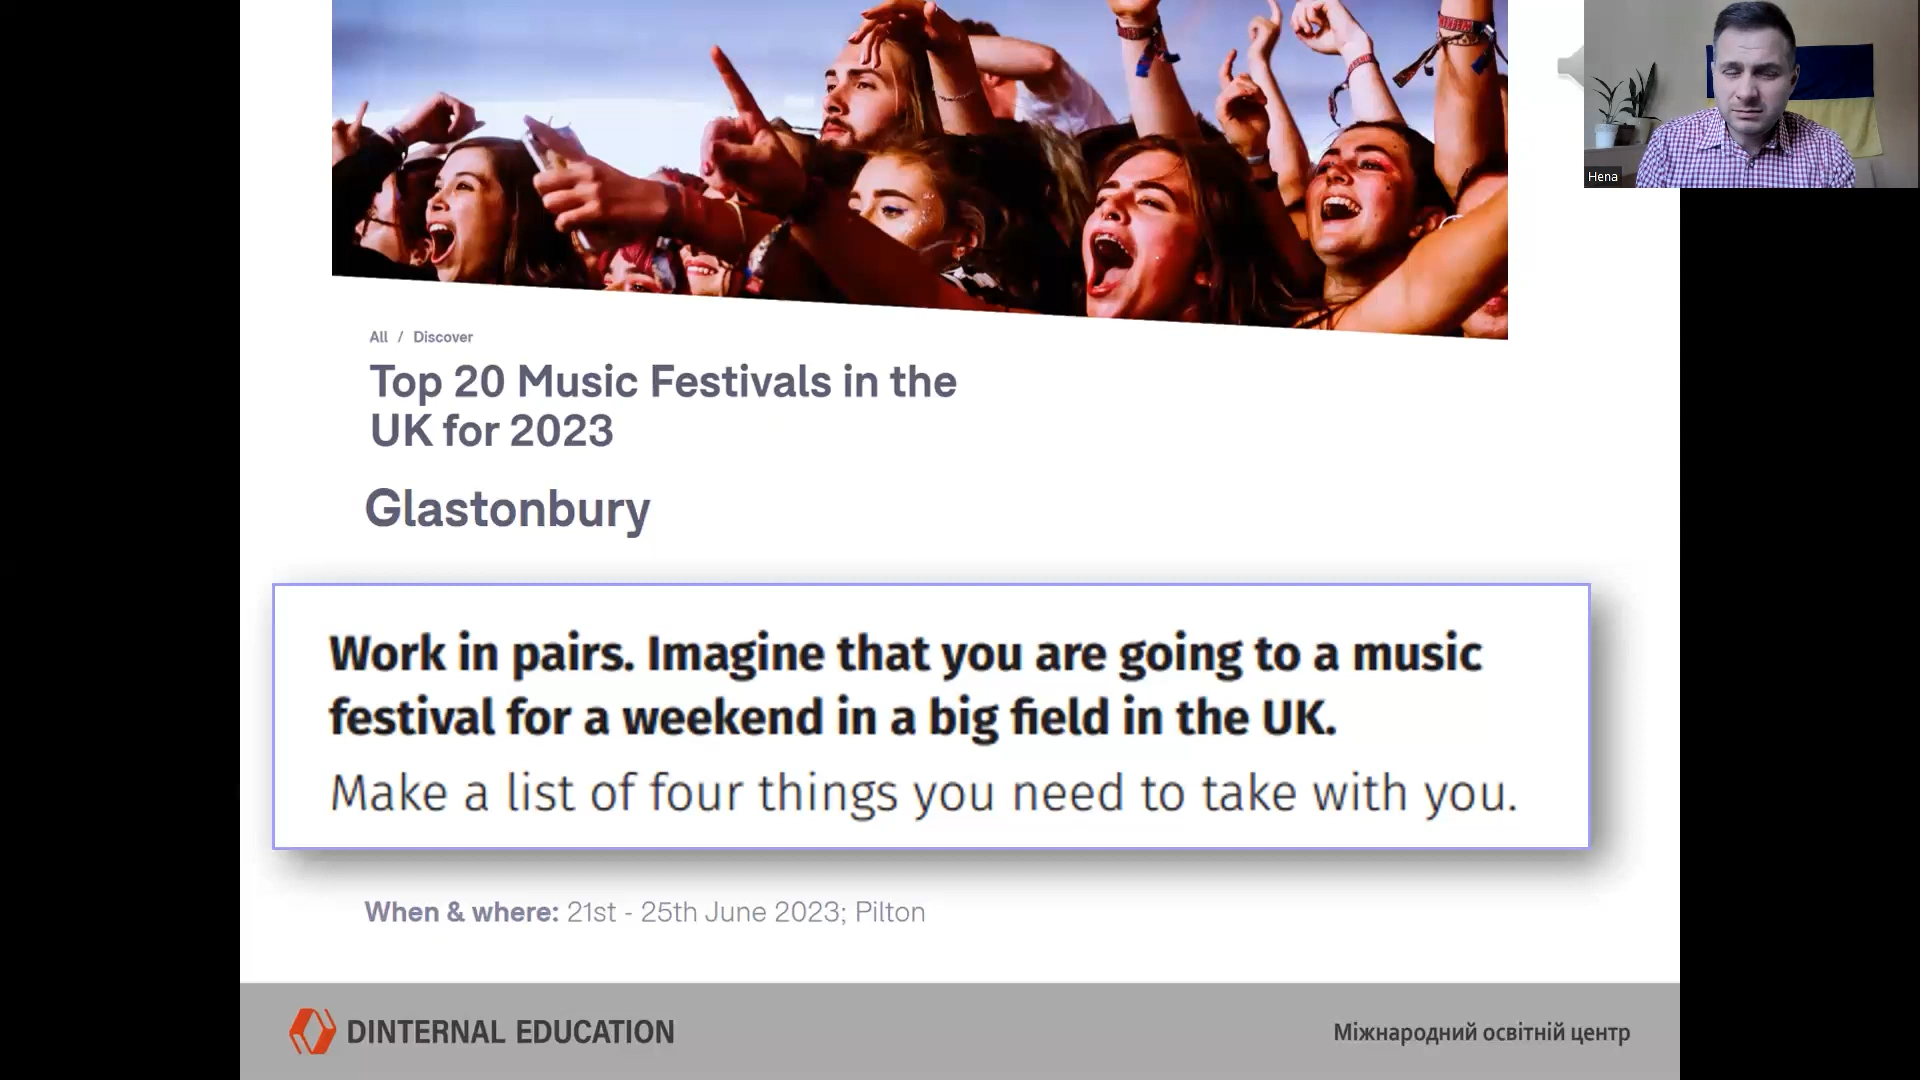 Hena
All / Discover
Top 20 Music Festivals in the
UK for 2023
Glastonbury
Work in pairs. Imagine that you are going to a music
festival for a weekend in a big field in the UK.
Make a list of four things you need to take with you.
When & where: 21st - 25th June 2023; Pilton
DINTERNAL EDUCATION
Міжнародний освітній центр